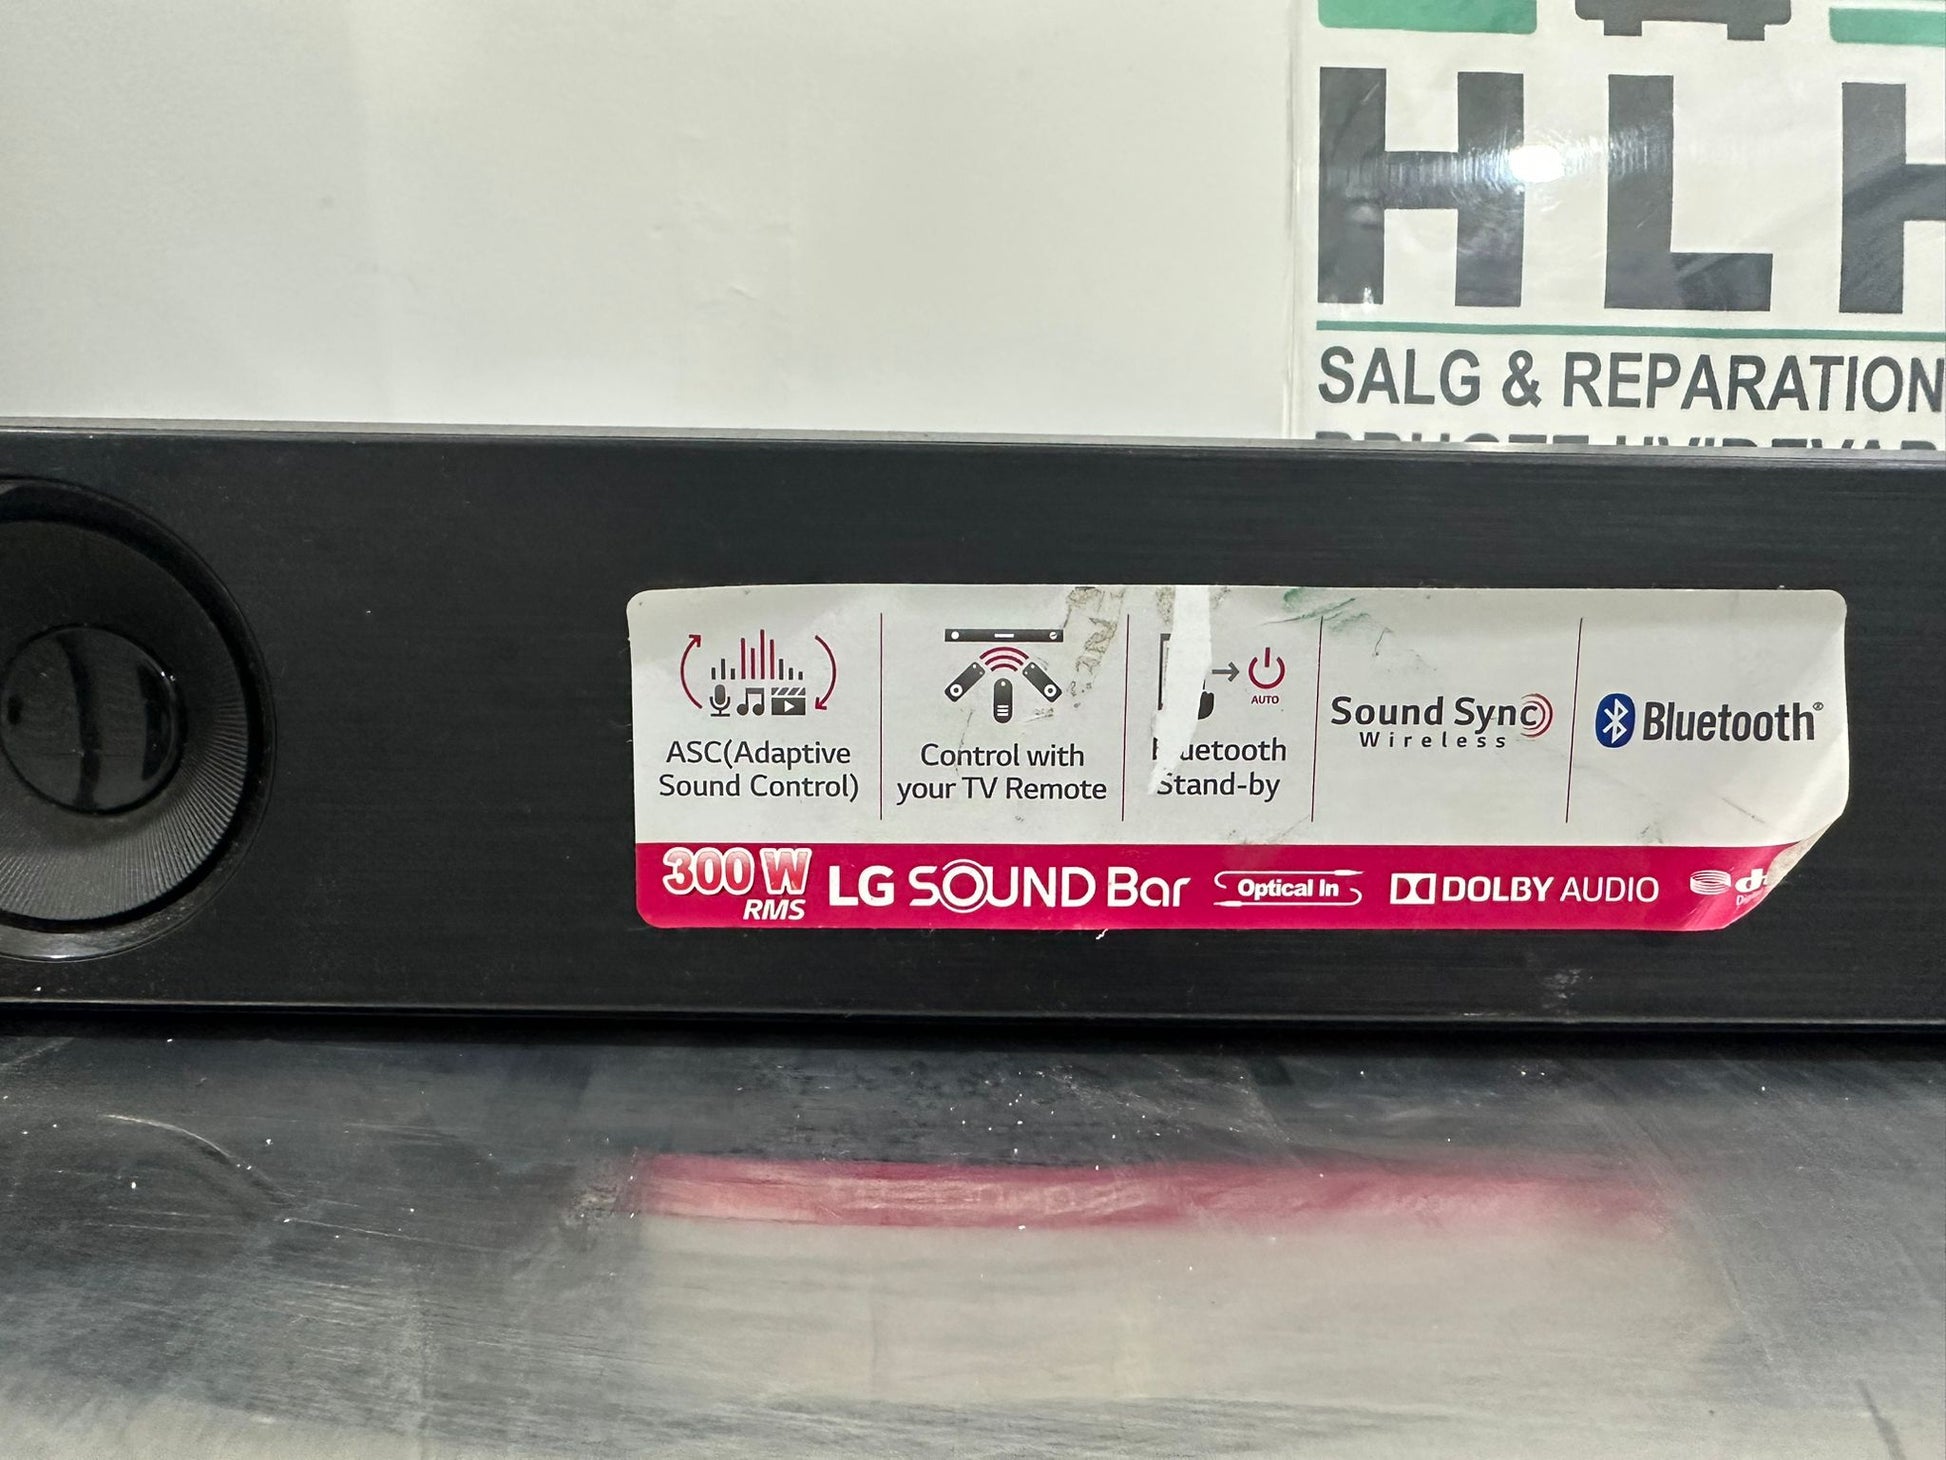 HLH
SALG & REPARATION
ASC(Adaptive
Sound Control)
Control with
your TV Remote
AUTO
Stand-by
Sound Sync
Wireless
Bluetooth®
300 W
RMS
LG SOUND Bar
Optical In
DOLBY AUDIO